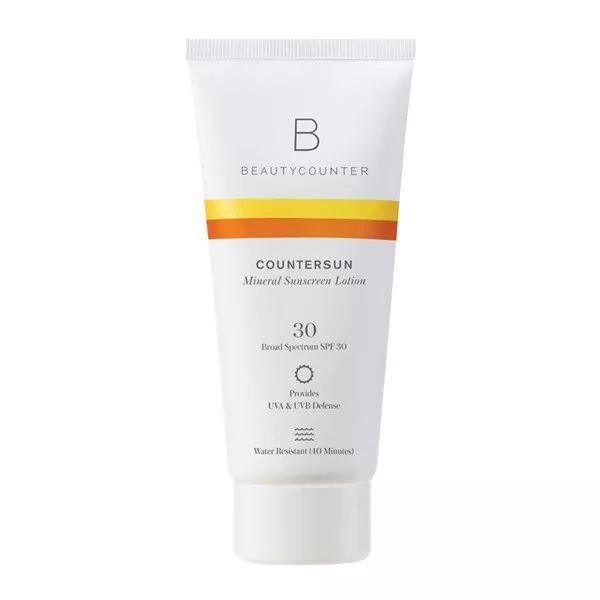 B
BEAUTYCOUNTER
COUNTERSUN
Mineral Sunscreen Lotion
30
Broad Spectrum SPF 30
Provides
UVA & UVB Defense
Water Resistant (40 Minutes)